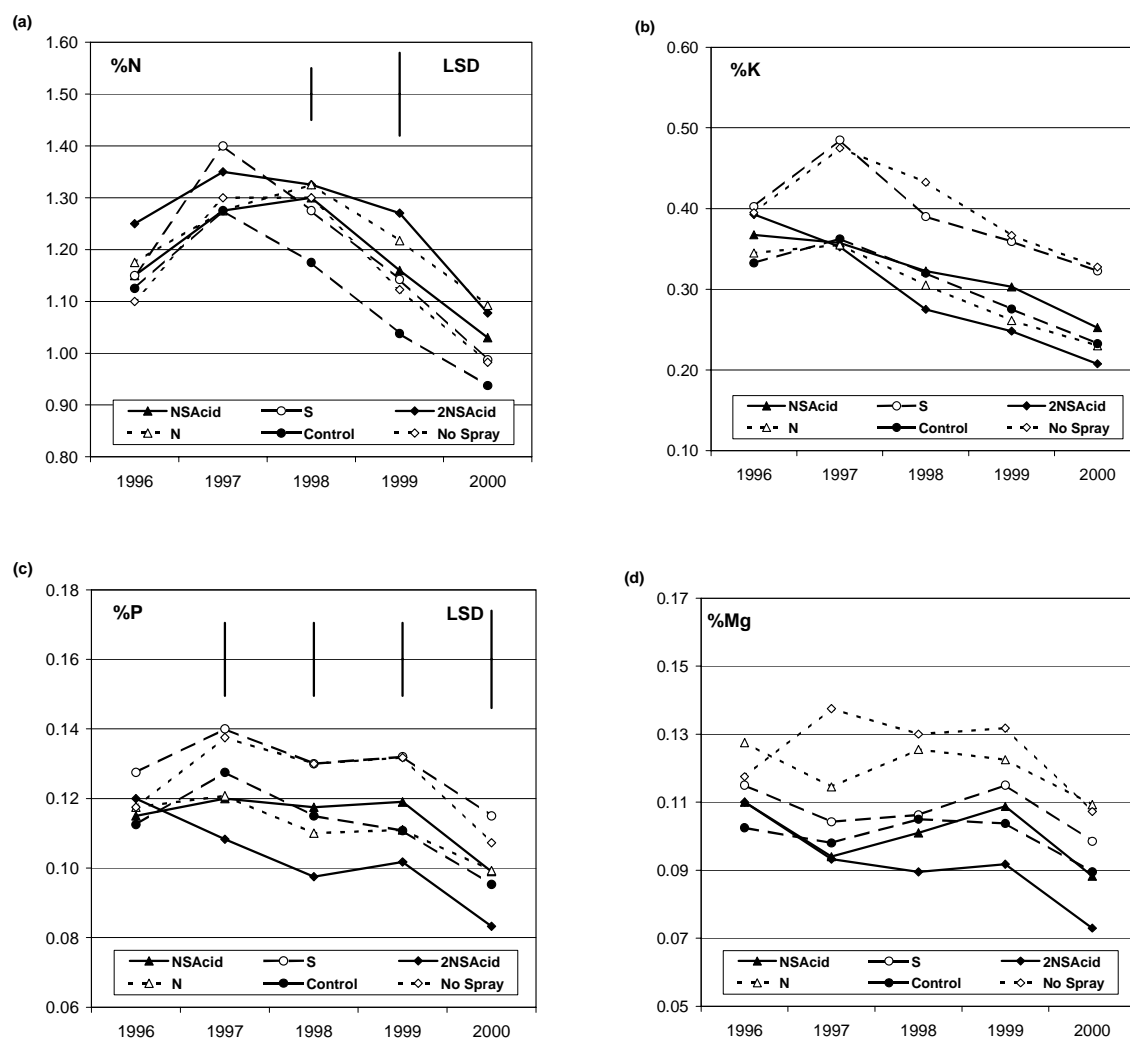 (a)
%N
LSD
1.60
1.50
1.40
1.30
1.20
1.10
1.00
0.90
0.80
NSAcid S 2NSAcid
N Control No Spray
1996 1997 1998 1999 2000
(b)
%K
0.60
0.50
0.40
0.30
0.20
0.10
NSAcid S 2NSAcid
N Control No Spray
1996 1997 1998 1999 2000
(c)
%P
LSD
0.18
0.16
0.14
0.12
0.10
0.08
0.06
NSAcid S 2NSAcid
N Control No Spray
1996 1997 1998 1999 2000
(d)
%Mg
0.17
0.15
0.13
0.11
0.09
0.07
0.05
NSAcid S 2NSAcid
N Control No Spray
1996 1997 1998 1999 2000